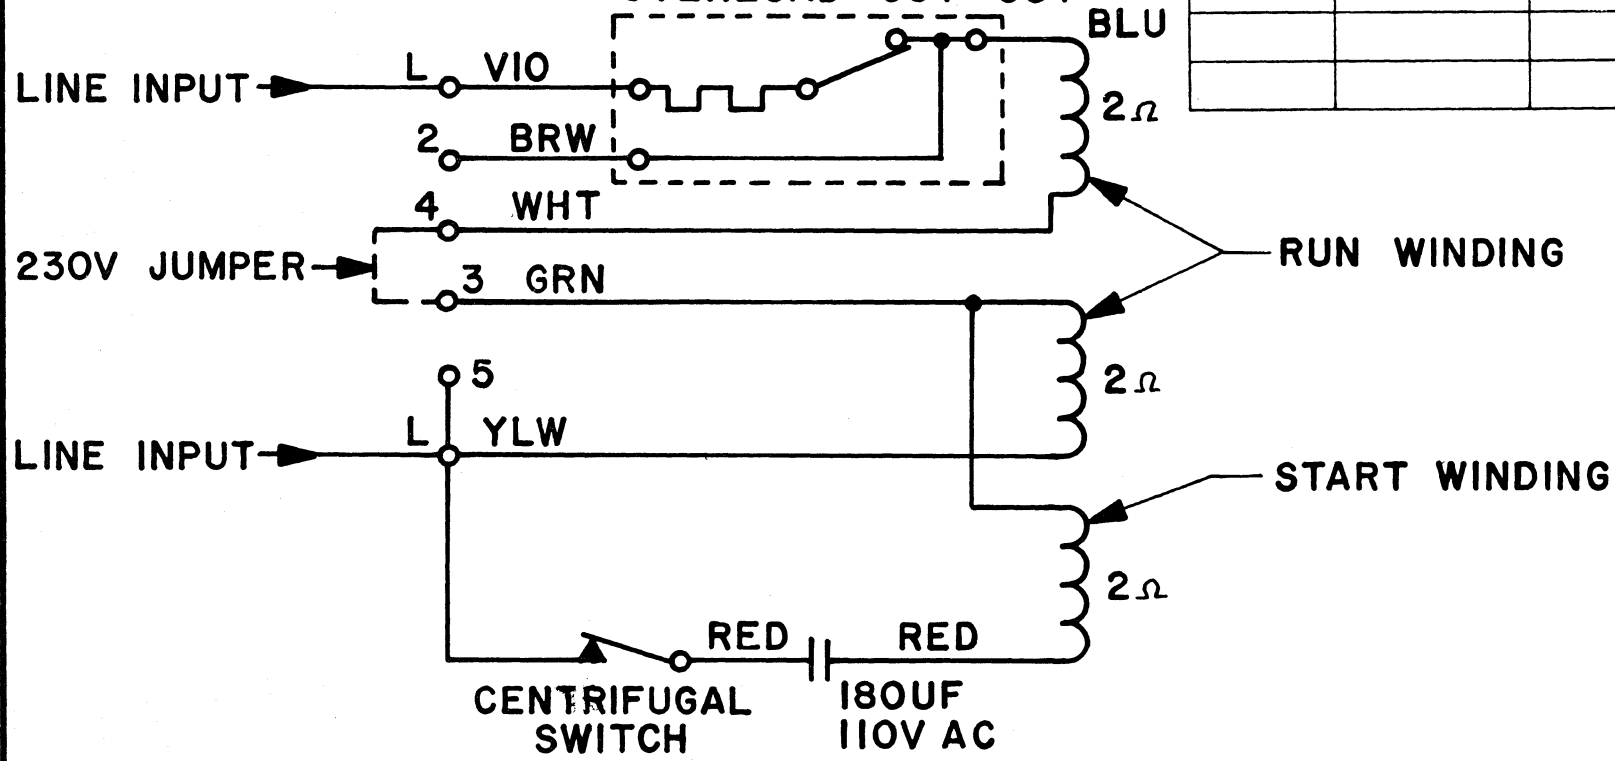 BLU
LINE INPUT
L VIO
2Ω
2 BRW
4 WHT
230V JUMPER
3 GRN
RUN WINDING
5
2Ω
LINE INPUT
L YLW
START WINDING
2Ω
RED
RED
CENTRIFUGAL
SWITCH
180UF
110V AC